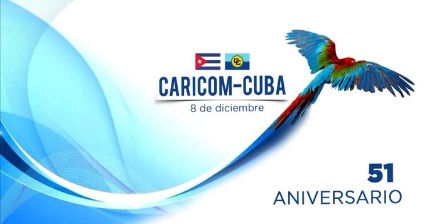 CARICOM-CUBA
8 de diciembre
51
ANIVERSARIO